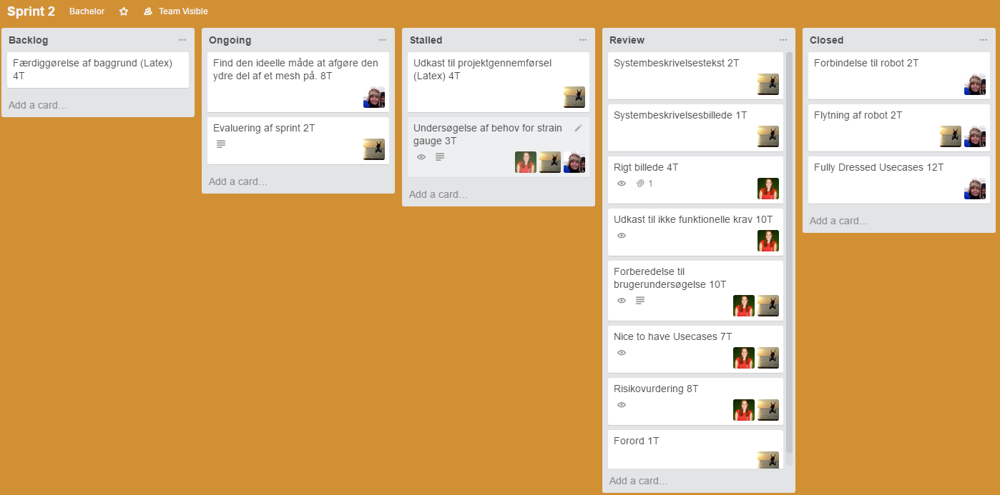 Sprint 2 Bachelor Team Visible
Backlog
Færdiggørelse af baggrund (Latex)
4T
Add a card…
Ongoing
Find den ideelle måde at afgøre den
ydre del af et mesh på. 8T
Evaluering af sprint 2T
Add a card…
Stalled
Udkast til projektgennemførsel
(Latex) 4T
Undersøgelse af behov for strain
gauge 3T
Add a card…
Review
Systembeskrivelsestekst 2T
Systembeskrivelsesbillede 1T
Rigt billede 4T
1
Udkast til ikke funktionelle krav 10T
Forberedelse til
brugerundersøgelse 10T
Nice to have Usecases 7T
Risikovurdering 8T
Forord 1T
Add a card…
Closed
Forbindelse til robot 2T
Flytning af robot 2T
Fully Dressed Usecases 12T
Add a card…